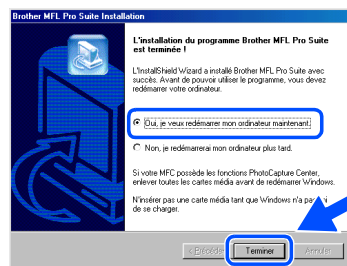 Brother MFL Pro Suite Installation
L'installation du programme Brother MFL Pro Suite
est terminée !
L'InstallShield Wizard a installé Brother MFL Pro Suite avec
succès. Avant de pouvoir utiliser le programme, vous devez
redémarrer votre ordinateur.
Oui, je veux redémarrer mon ordinateur maintenant.
Non, je redémarrerai mon ordinateur plus tard.
Si votre MFC possède les fonctions PhotoCapture Center,
enlever toutes les cartes média avant de redémarrer Windows.
N'insérer pas une carte média tant que Windows n'a
de se charger.
< Précéder Terminer Annuler